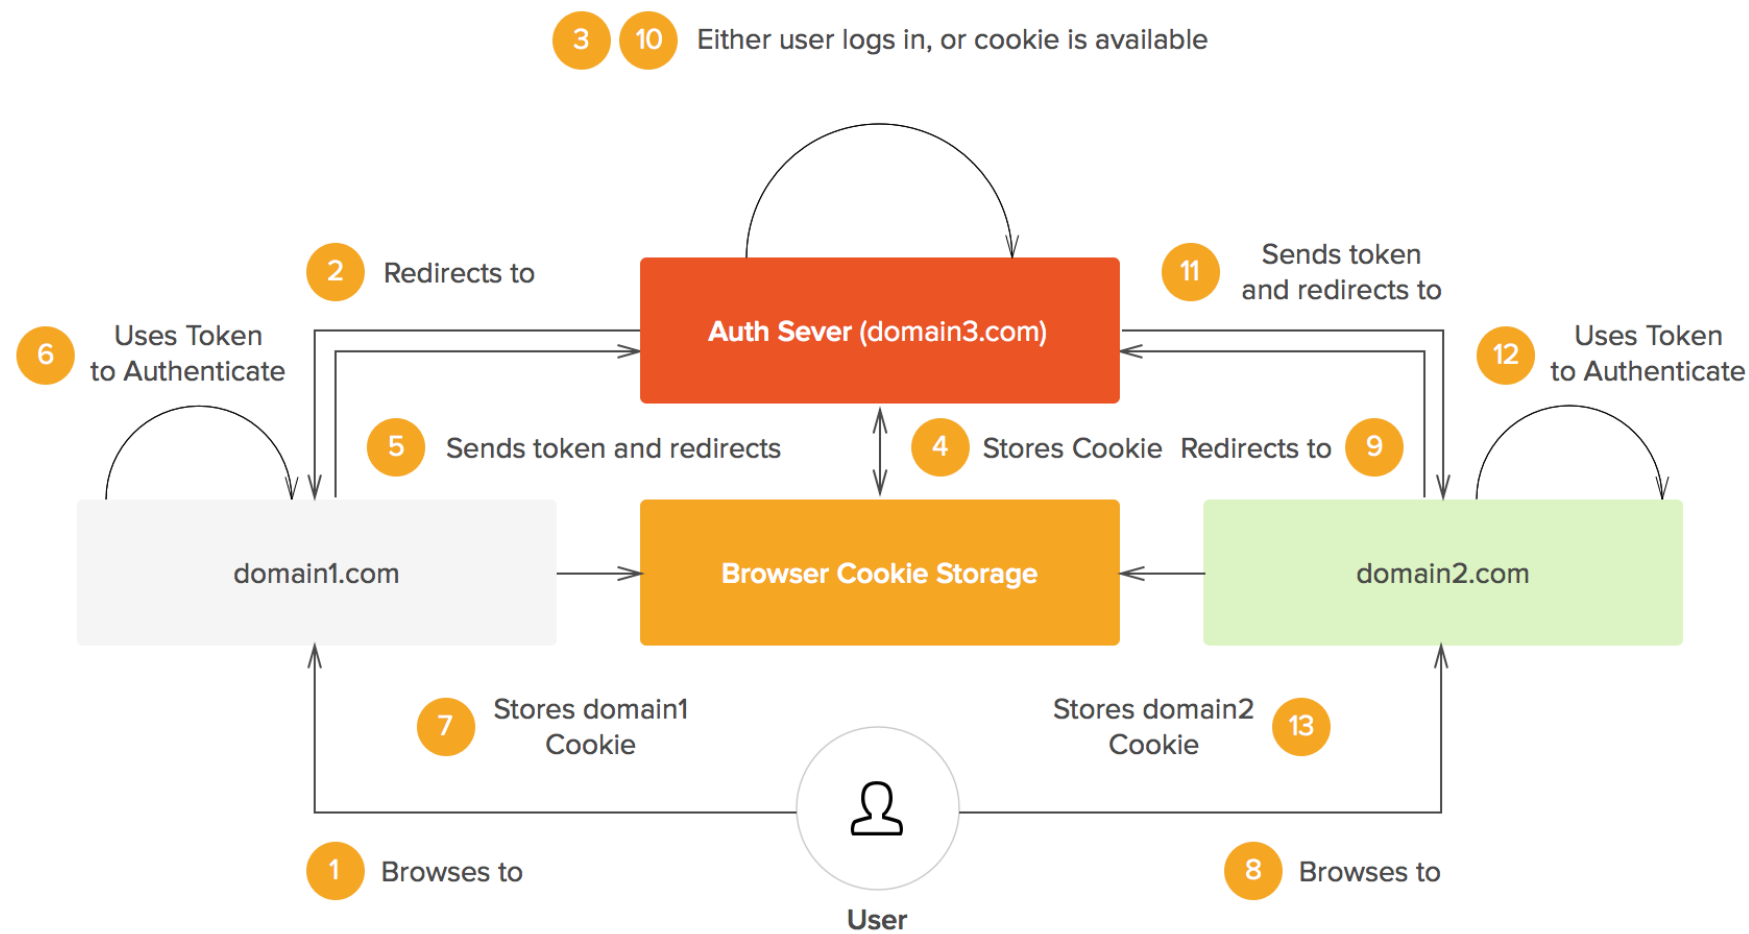 3 10 Either user logs in, or cookie is available
2 Redirects to
11 Sends token
and redirects to
6 Uses Token
to Authenticate
Auth Sever (domain3.com)
12 Uses Token
to Authenticate
5 Sends token and redirects
4 Stores Cookie
Redirects to 9
domain1.com
Browser Cookie Storage
domain2.com
7 Stores domain1
Cookie
Stores domain2
Cookie 13
1 Browses to
8 Browses to
User